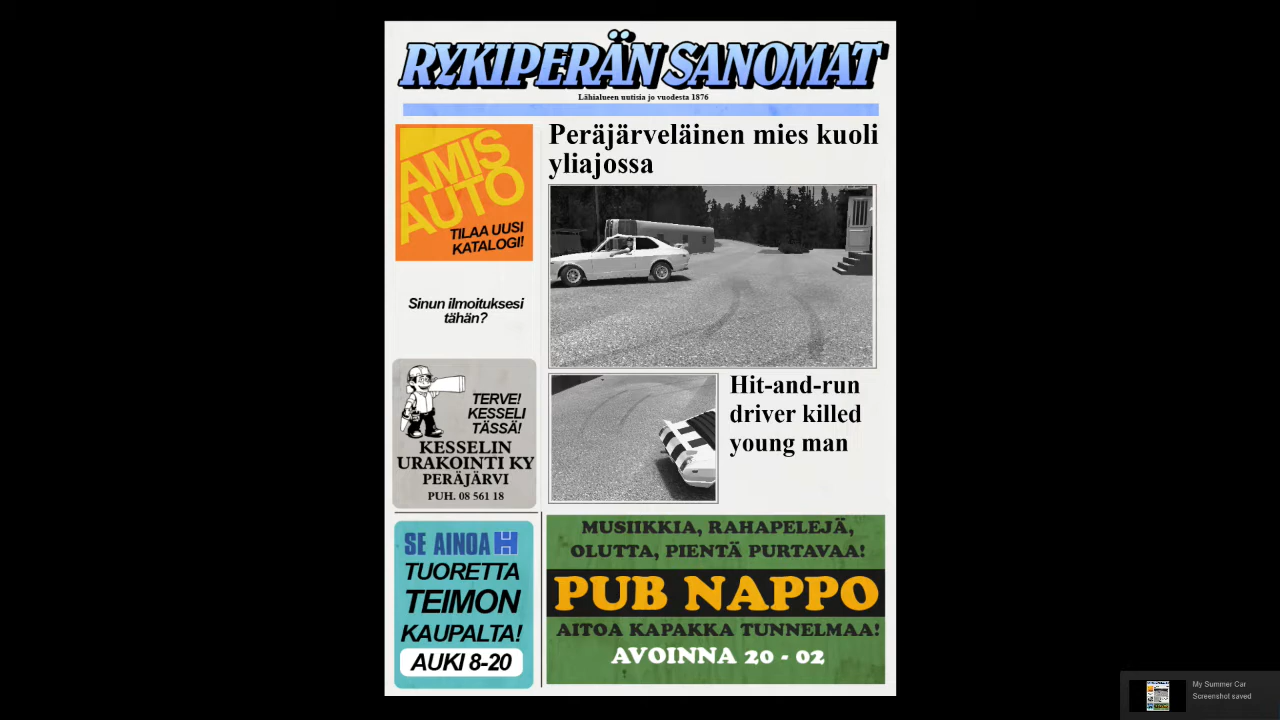 RYKIPERÄN SANOMAT
Lähialueen uutisia jo vuodesta 1876
AMIS
AUTO
TILAA UUSI
KATALOGI!
Sinun ilmoituksesi
tähän?
TERVE!
KESSELI
TÄSSÄ!
KESSELIN
URAKOINTI KY
PERÄJÄRVI
PUH. 08 561 18
SE AINOA H
TUORETTA
TEIMON
KAUPALTA!
AUKI 8-20
Peräjärveläinen mies kuoli
yliajossa
Hit-and-run
driver killed
young man
MUSIIKKIA, RAHAPELEJÄ,
OLUTTA, PIENTÄ PURTAVAA!
PUB NAPPO
AITOA KAPAKKA TUNNELMAA!
AVOINNA 20 - 02
My Summer Car
Screenshot saved